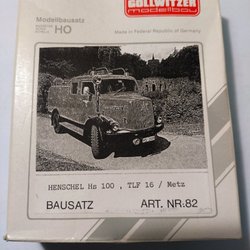 GOLLWITZER
modellbau
Modellbausatz
HO
Made in Federal Republic of Germany
HENSCHEL Hs 100 , TLF 16 / Metz
BAUSATZ ART. NR:82